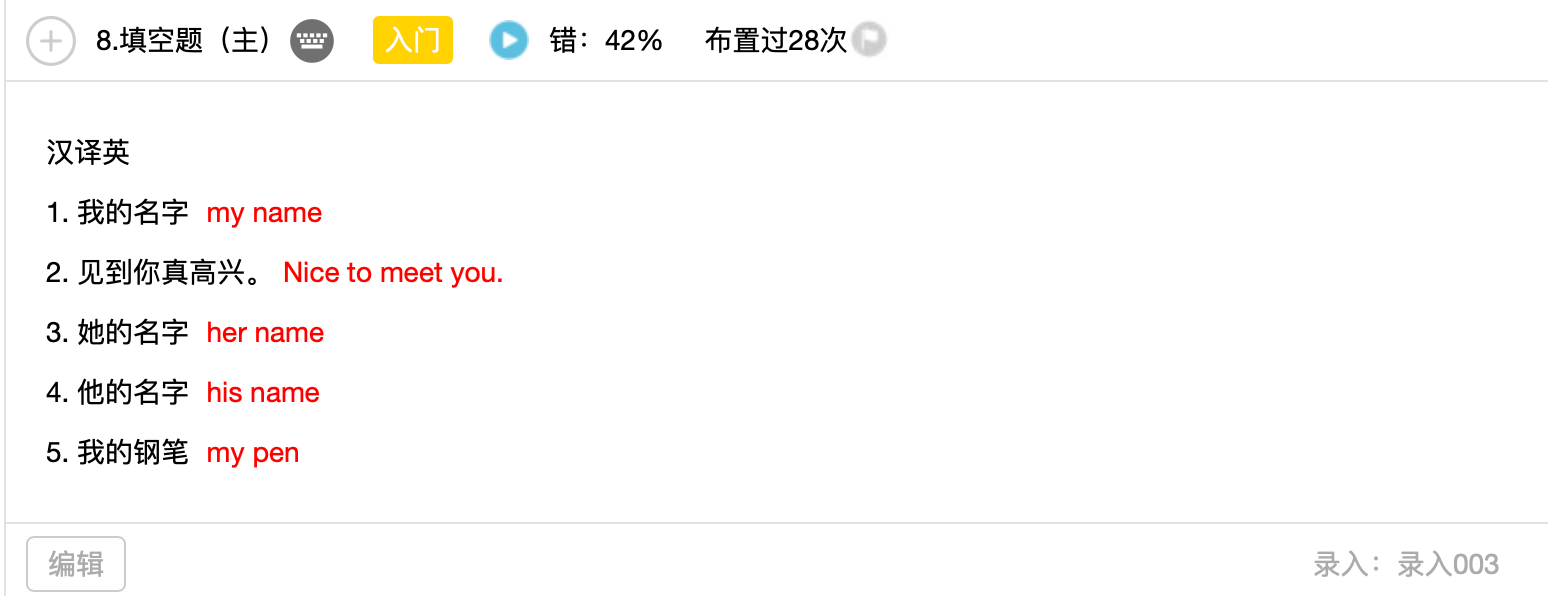 8.填空题（主） 入门 错：42% 布置过28次
汉译英
1. 我的名字 my name
2. 见到你真高兴。 Nice to meet you.
3. 她的名字 her name
4. 他的名字 his name
5. 我的钢笔 my pen
编辑 录入：录入003